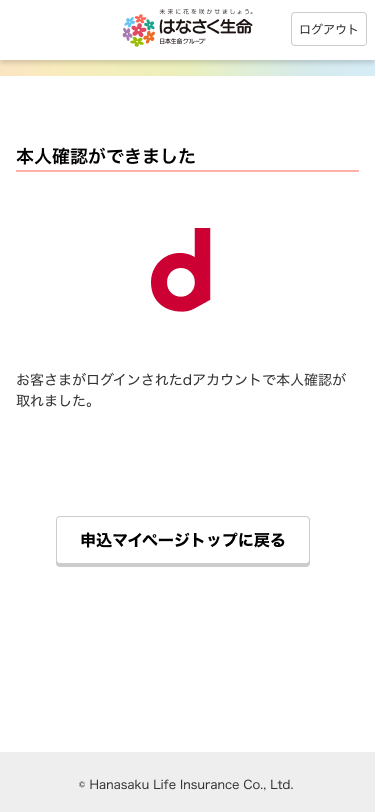 未来に花を咲かせましょう。
はなさく生命
日本生命グループ
ログアウト
本人確認ができました
d
お客さまがログインされたdアカウントで本人確認が
取れました。
申込マイページトップに戻る
© Hanasaku Life Insurance Co., Ltd.